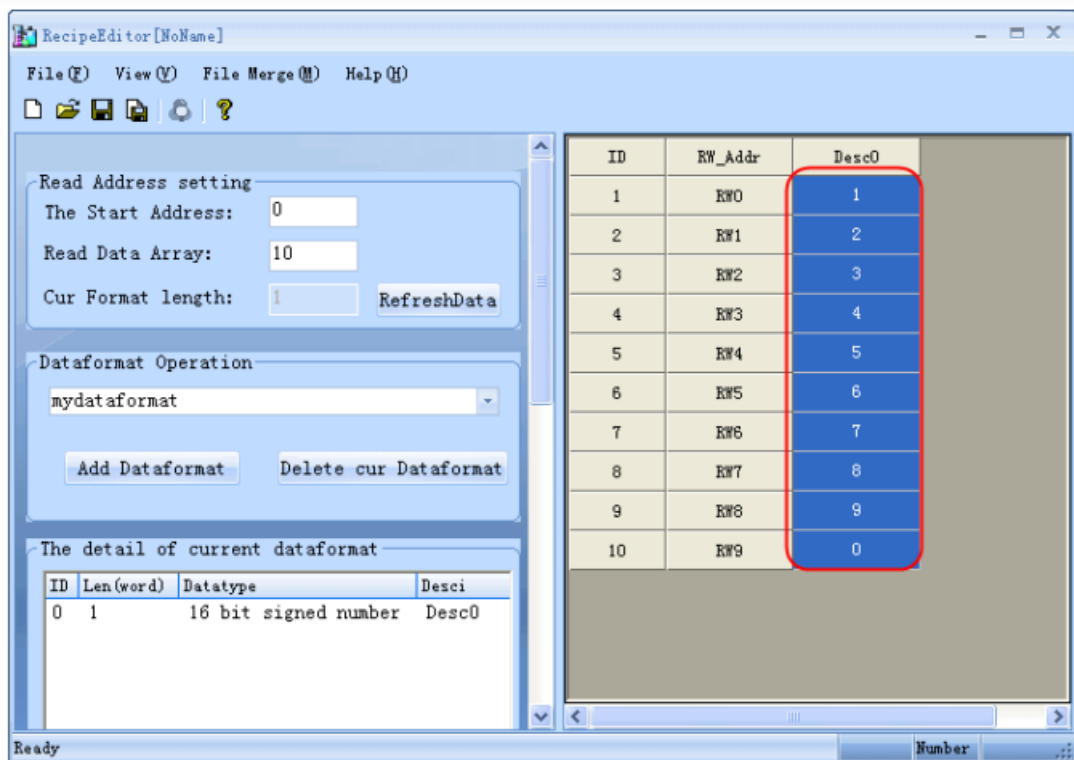 RecipeEditor[NoName]
File(F) View(V) File Merge(M) Help(H)
Read Address setting
The Start Address: 0
Read Data Array: 10
Cur Format length: 1 RefreshData
Dataformat Operation
mydataformat
Add Dataformat Delete cur Dataformat
The detail of current dataformat
ID Len(word) Datatype Desci
0 1 16 bit signed number Desc0
ID RW_Addr Desc0
1 RW0 1
2 RW1 2
3 RW2 3
4 RW3 4
5 RW4 5
6 RW5 6
7 RW6 7
8 RW7 8
9 RW8 9
10 RW9 0
Ready Number